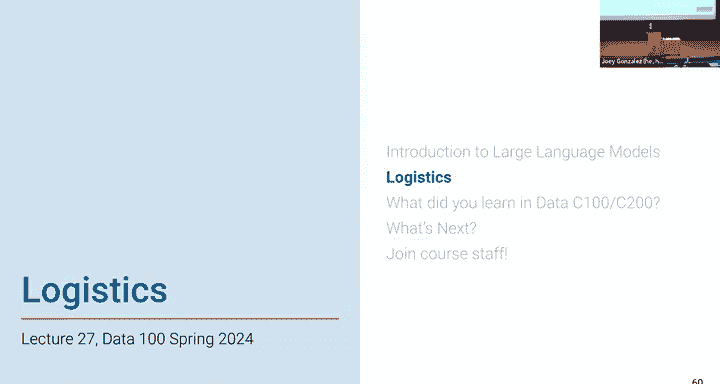 Joey Gonzalez (he, h...
Introduction to Large Language Models
Logistics
What did you learn in Data C100/C200?
What's Next?
Join course staff!
Logistics
Lecture 27, Data 100 Spring 2024
60